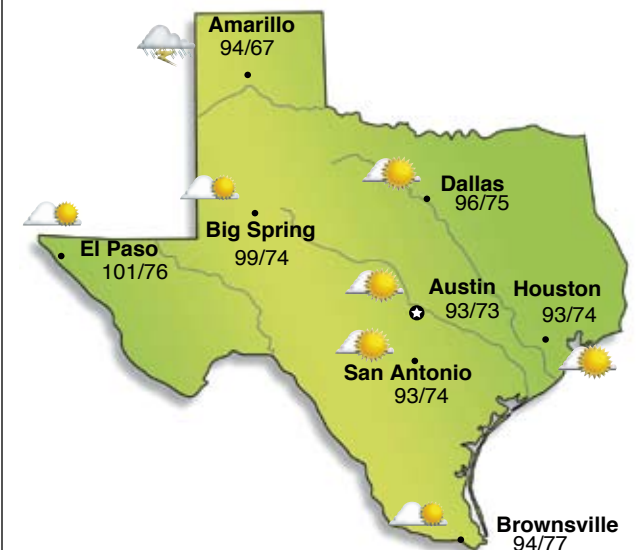 Amarillo
94/67
Dallas
96/75
Big Spring
99/74
El Paso
101/76
Austin
93/73
Houston
93/74
San Antonio
93/74
Brownsville
94/77